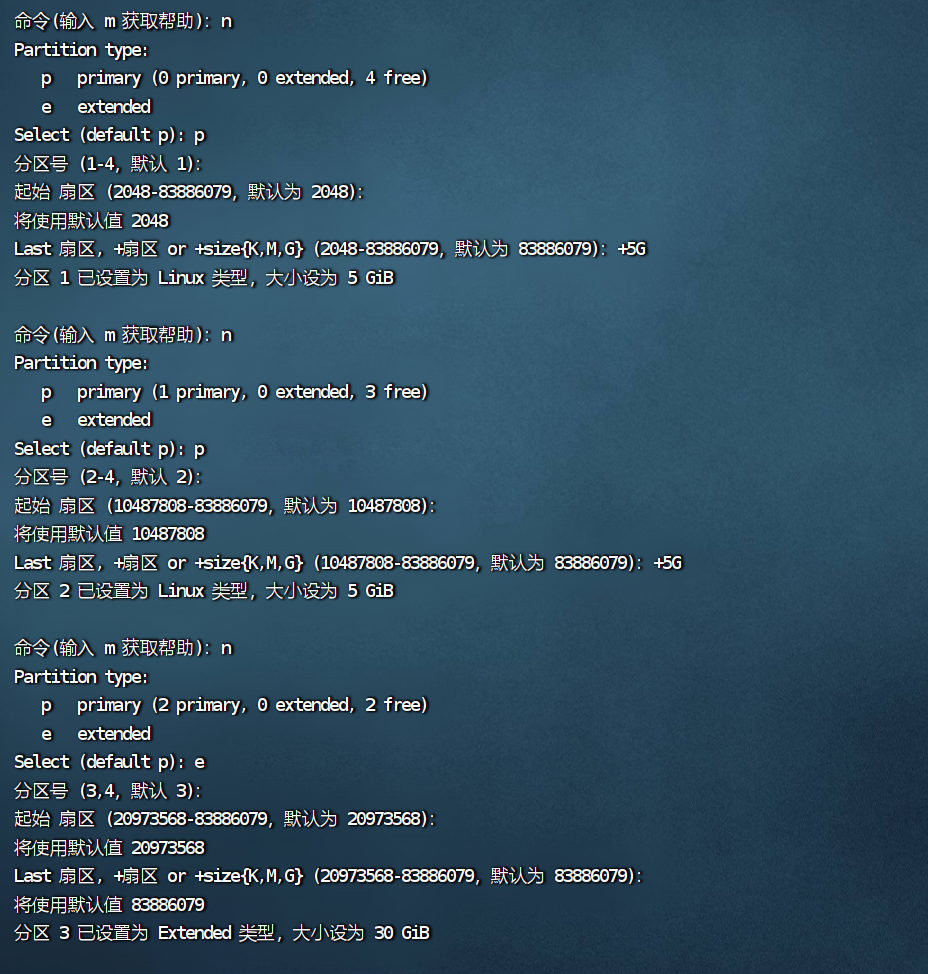 命令(输入 m 获取帮助)：n
Partition type:
   p   primary (0 primary, 0 extended, 4 free)
   e   extended
Select (default p): p
分区号 (1-4，默认 1)：
起始 扇区 (2048-83886079，默认为 2048)：
将使用默认值 2048
Last 扇区, +扇区 or +size{K,M,G} (2048-83886079，默认为 83886079)：+5G
分区 1 已设置为 Linux 类型，大小设为 5 GiB

命令(输入 m 获取帮助)：n
Partition type:
   p   primary (1 primary, 0 extended, 3 free)
   e   extended
Select (default p): p
分区号 (2-4，默认 2)：
起始 扇区 (10487808-83886079，默认为 10487808)：
将使用默认值 10487808
Last 扇区, +扇区 or +size{K,M,G} (10487808-83886079，默认为 83886079)：+5G
分区 2 已设置为 Linux 类型，大小设为 5 GiB

命令(输入 m 获取帮助)：n
Partition type:
   p   primary (2 primary, 0 extended, 2 free)
   e   extended
Select (default p): e
分区号 (3,4，默认 3)：
起始 扇区 (20973568-83886079，默认为 20973568)：
将使用默认值 20973568
Last 扇区, +扇区 or +size{K,M,G} (20973568-83886079，默认为 83886079)：
将使用默认值 83886079
分区 3 已设置为 Extended 类型，大小设为 30 GiB